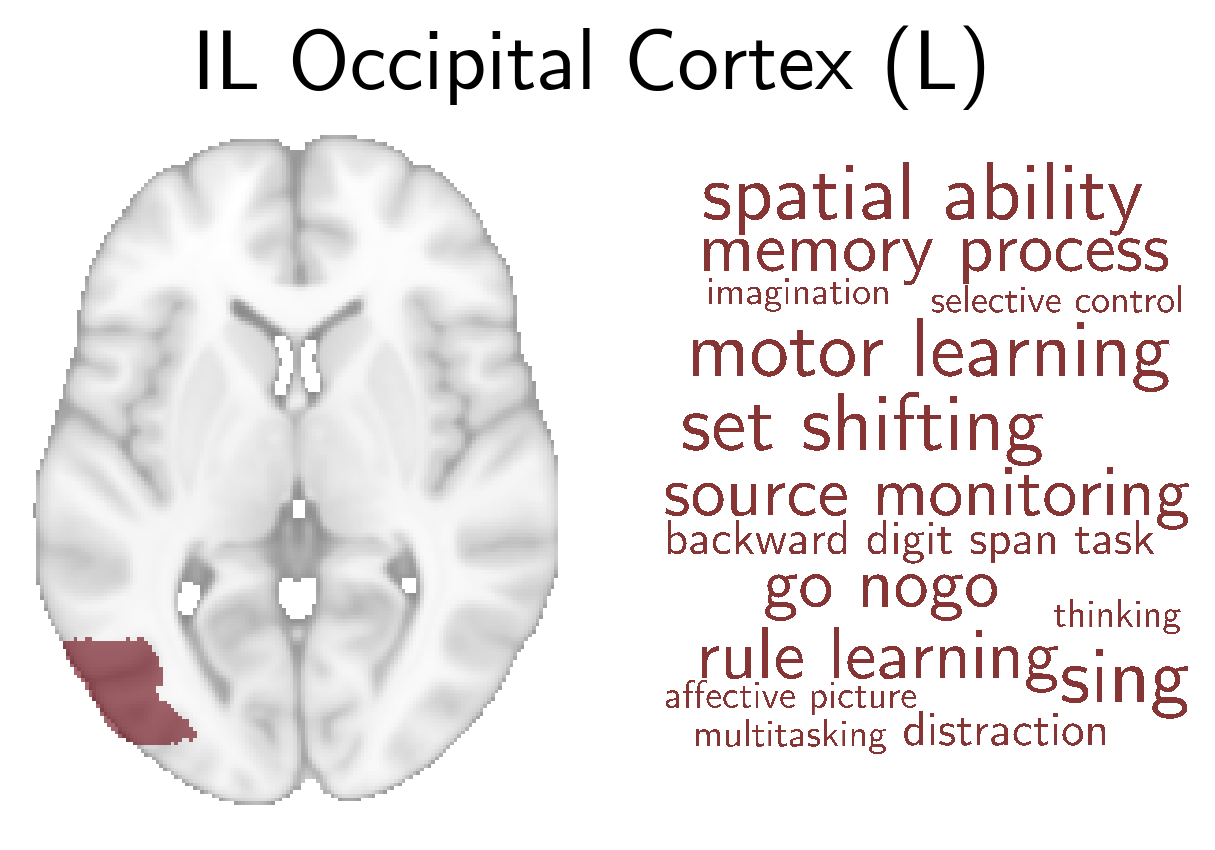 IL Occipital Cortex (L)
spatial ability
memory process
imagination
selective control
motor learning
set shifting
source monitoring
backward digit span task
go nogo
thinking
rule learning
sing
affective picture
multitasking
distraction